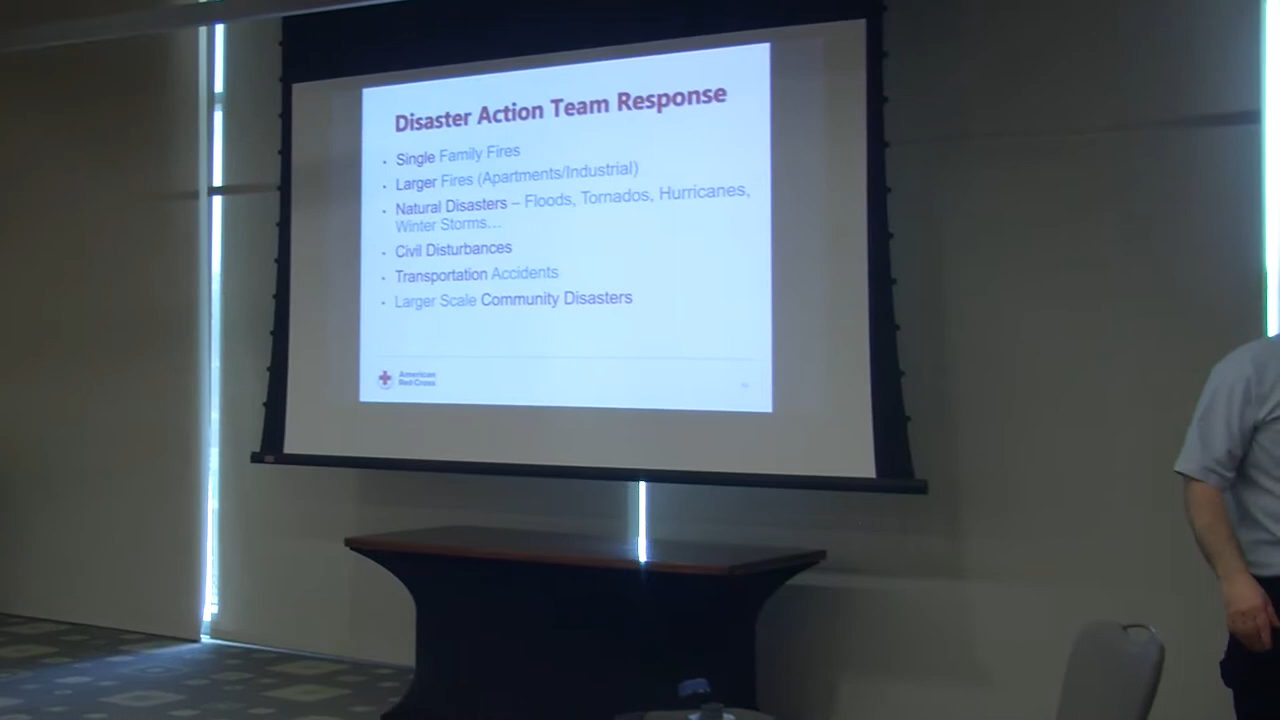 Disaster Action Team Response
• Single Family Fires
• Larger Fires (Apartments/Industrial)
• Natural Disasters – Floods, Tornados, Hurricanes,
Winter Storms...
• Civil Disturbances
• Transportation Accidents
• Larger Scale Community Disasters
American
Red Cross